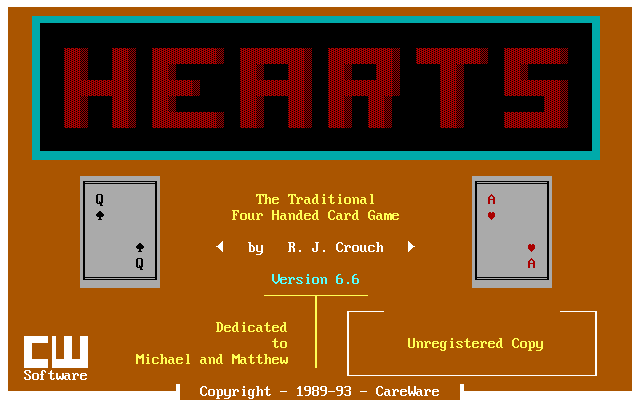 HEARTS
Q
♠
♠
Q
The Traditional
Four Handed Card Game
by R. J. Crouch
Version 6.6
A
♥
♥
A
Dedicated
to
Michael and Matthew
Unregistered Copy
CW
Software
Copyright - 1989-93 - CareWare